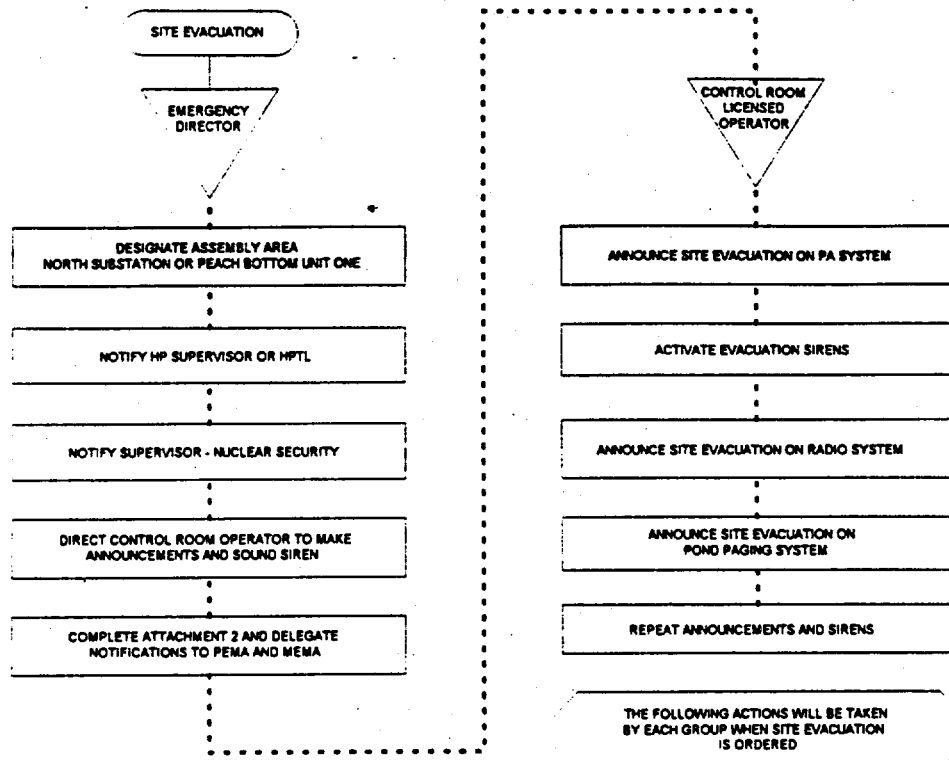 SITE EVACUATION
EMERGENCY
DIRECTOR
DESIGNATE ASSEMBLY AREA
NORTH SUBSTATION OR PEACH BOTTOM UNIT ONE
NOTIFY HP SUPERVISOR OR HPTL
NOTIFY SUPERVISOR - NUCLEAR SECURITY
DIRECT CONTROL ROOM OPERATOR TO MAKE
ANNOUNCEMENTS AND SOUND SIREN
COMPLETE ATTACHMENT 2 AND DELEGATE
NOTIFICATIONS TO PEMA AND MEMA
CONTROL ROOM
LICENSED
OPERATOR
ANNOUNCE SITE EVACUATION ON PA SYSTEM
ACTIVATE EVACUATION SIRENS
ANNOUNCE SITE EVACUATION ON RADIO SYSTEM
ANNOUNCE SITE EVACUATION ON
POND PAGING SYSTEM
REPEAT ANNOUNCEMENTS AND SIRENS
THE FOLLOWING ACTIONS WILL BE TAKEN
BY EACH GROUP WHEN SITE EVACUATION
IS ORDERED